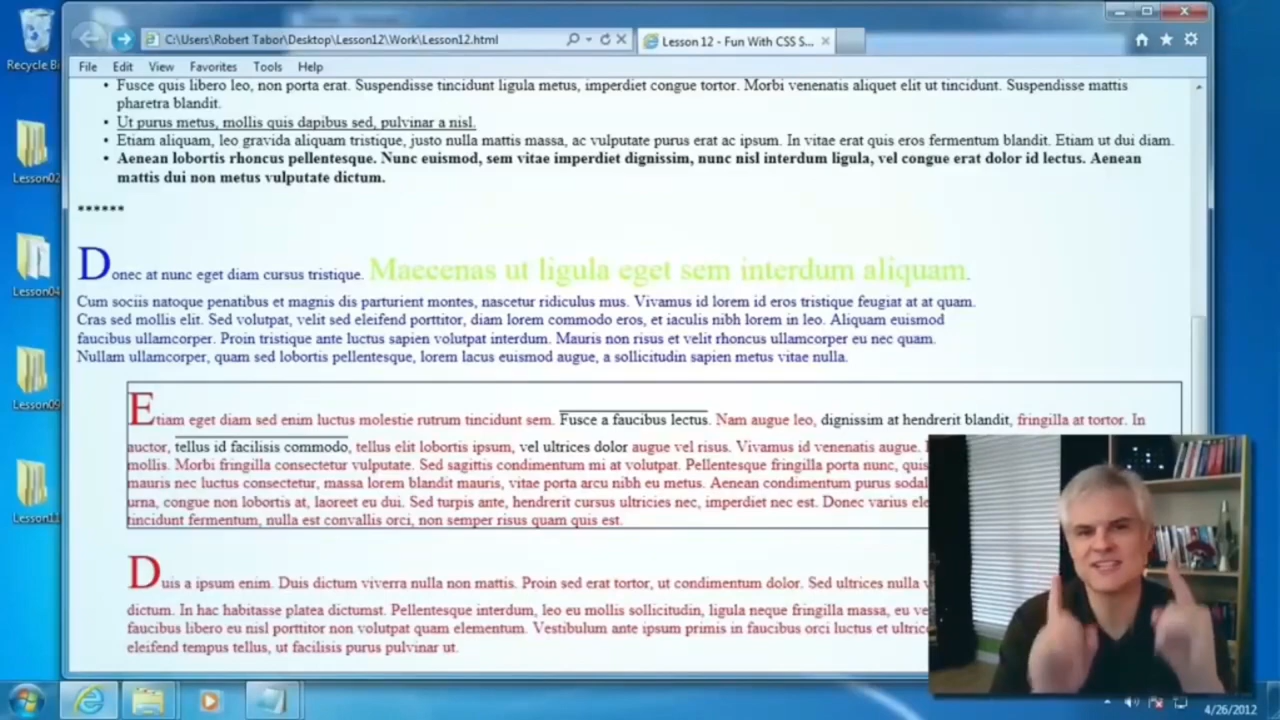 C:\Users\Robert Tabor\Desktop\Lesson12\Work\Lesson12.html
Lesson 12 - Fun With CSS S...
File Edit View Favorites Tools Help
Recycle Bi
Lesson02
Lesson04
Lesson09
Lesson11
• Fusce quis libero leo, non porta erat. Suspendisse tincidunt ligula metus, imperdiet congue tortor. Morbi venenatis aliquet elit ut tincidunt. Suspendisse mattis
pharetra blandit.
• Ut purus metus, mollis quis dapibus sed, pulvinar a nisl.
• Etiam aliquam, leo gravida aliquam tristique, justo nulla mattis massa, ac vulputate purus erat ac ipsum. In vitae erat quis eros fermentum blandit. Etiam ut dui diam.
• Aenean lobortis rhoncus pellentesque. Nunc euismod, sem vitae imperdiet dignissim, nunc nisl interdum ligula, vel congue erat dolor id lectus. Aenean
mattis dui non metus vulputate dictum.
******
Donec at nunc eget diam cursus tristique. Maecenas ut ligula eget sem interdum aliquam.
Cum sociis natoque penatibus et magnis dis parturient montes, nascetur ridiculus mus. Vivamus id lorem id eros tristique feugiat at at quam.
Cras sed mollis elit. Sed volutpat, velit sed eleifend porttitor, diam lorem commodo eros, et iaculis nibh lorem in leo. Aliquam euismod
faucibus ullamcorper. Proin tristique ante luctus sapien volutpat interdum. Mauris non risus et velit rhoncus ullamcorper eu nec quam.
Nullam ullamcorper, quam sed lobortis pellentesque, lorem lacus euismod augue, a sollicitudin sapien metus vitae nulla.
Etiam eget diam sed enim luctus molestie rutrum tincidunt sem. Fusce a faucibus lectus. Nam augue leo, dignissim at hendrerit blandit, fringilla at tortor. In
auctor, tellus id facilisis commodo, tellus elit lobortis ipsum, vel ultrices dolor augue vel risus. Vivamus id venenatis augue.
mollis. Morbi fringilla consectetur vulputate. Sed sagittis condimentum mi at volutpat. Pellentesque fringilla porta nunc, quis
mauris nec luctus consectetur, massa lorem blandit mauris, vitae porta arcu nibh eu metus. Aenean condimentum purus sodal
urna, congue non lobortis at, laoreet eu dui. Sed turpis ante, hendrerit cursus ultricies nec, imperdiet nec est. Donec varius ele
tincidunt fermentum, nulla est convallis orci, non semper risus quam quis est.
Duis a ipsum enim. Duis dictum viverra nulla non mattis. Proin sed erat tortor, ut condimentum dolor. Sed ultrices nulla v
dictum. In hac habitasse platea dictumst. Pellentesque interdum, leo eu mollis sollicitudin, ligula neque fringilla massa, eu ve
faucibus libero eu nisl porttitor non volutpat quam elementum. Vestibulum ante ipsum primis in faucibus orci luctus et ultric
eleifend tempus tellus, ut facilisis purus pulvinar ut.
4/26/2012